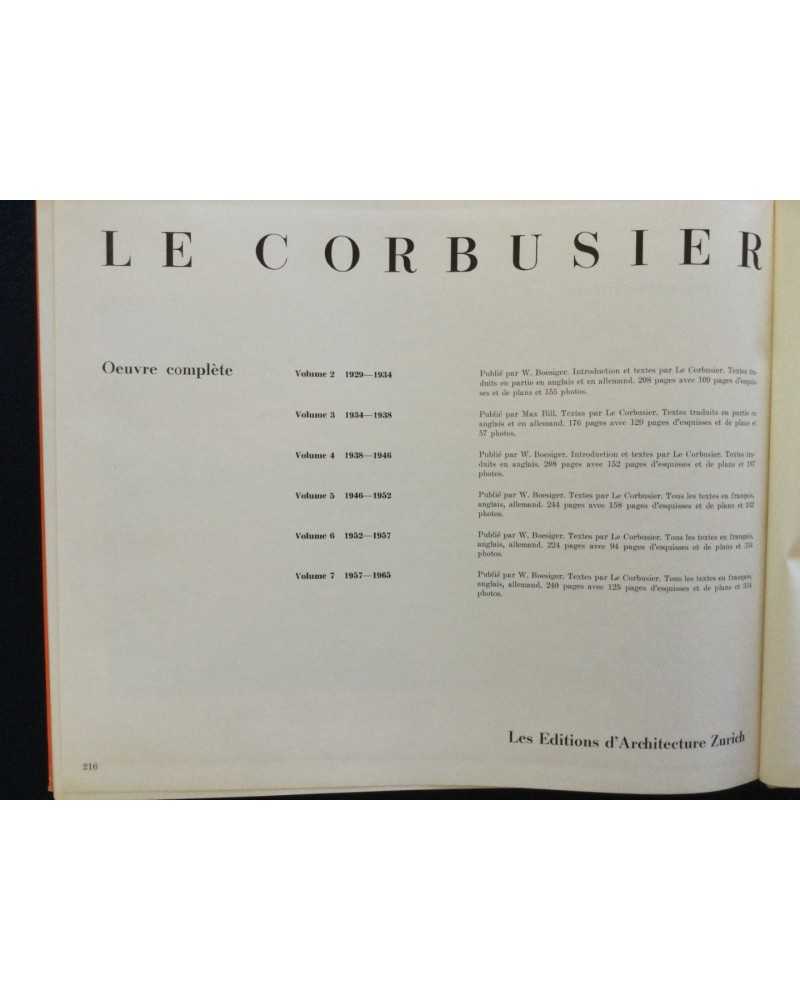 LE CORBUSIER
Oeuvre complète
Volume 2 1929—1934
Publié par W. Boesiger. Introduction et textes par Le Corbusier. Textes tra-
duits en partie en anglais et en allemand. 208 pages avec 109 pages d'esquis-
ses et de plans et 155 photos.
Volume 3 1934—1938
Publié par Max Bill. Textes par Le Corbusier. Textes traduits en partie en
anglais et en allemand. 176 pages avec 120 pages d'esquisses et de plans et
57 photos.
Volume 4 1938—1946
Publié par W. Boesiger. Introduction et textes par Le Corbusier. Textes tra-
duits en anglais. 208 pages avec 152 pages d'esquisses et de plans et 107
photos.
Volume 5 1946—1952
Publié par W. Boesiger. Textes par Le Corbusier. Tous les textes en français,
anglais, allemand. 244 pages avec 158 pages d'esquisses et de plans et
photos.
Volume 6 1952—1957
Publié par W. Boesiger. Textes par Le Corbusier. Tous les textes en français,
anglais, allemand. 224 pages avec 94 pages d'esquisses et de plans et
photos.
Volume 7 1957—1965
Publié par W. Boesiger. Textes par Le Corbusier. Tous les textes en français,
anglais, allemand. 240 pages avec 125 pages d'esquisses et de plans et
photos.
Les Editions d'Architecture Zurich
216